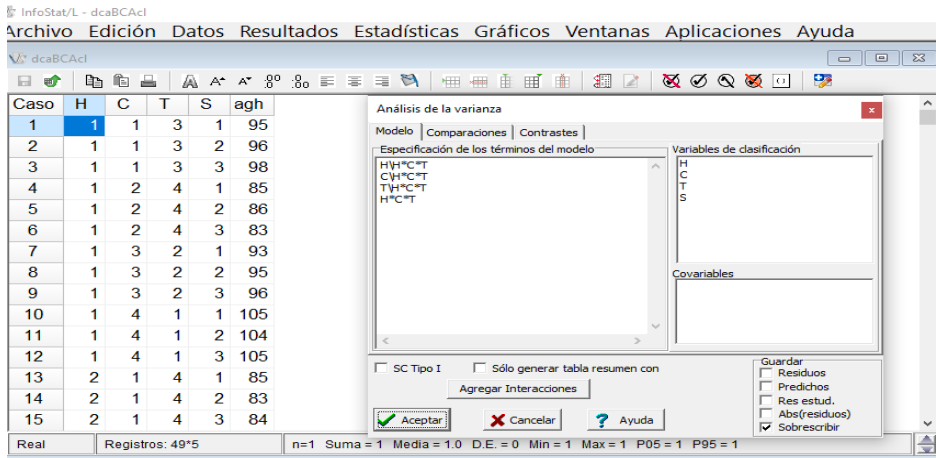 InfoStat/L - dcaBCAcl
Archivo Edición Datos Resultados Estadísticas Gráficos Ventanas Aplicaciones Ayuda
dcaBCAcl
Caso H C T S agh
1 1 1 3 1 95
2 1 1 3 2 96
3 1 1 3 3 98
4 1 2 4 1 85
5 1 2 4 2 86
6 1 2 4 3 83
7 1 3 2 1 93
8 1 3 2 2 95
9 1 3 2 3 96
10 1 4 1 1 105
11 1 4 1 2 104
12 1 4 1 3 105
13 2 1 4 1 85
14 2 1 4 2 83
15 2 1 4 3 84
Análisis de la varianza
Modelo Comparaciones Contrastes
Especificación de los términos del modelo
H\H*C*T
C\H*C*T
T\H*C*T
H*C*T
Variables de clasificación
H
C
T
S
Covariables
SC Tipo I
Sólo generar tabla resumen con
Agregar Interacciones
Aceptar Cancelar Ayuda
Guardar
Residuos
Predichos
Res estud.
Abs(residuos)
Sobrescribir
Real Registros: 49*5 n=1 Suma = 1 Media = 1.0 D.E. = 0 Min = 1 Max = 1 P05 = 1 P95 = 1